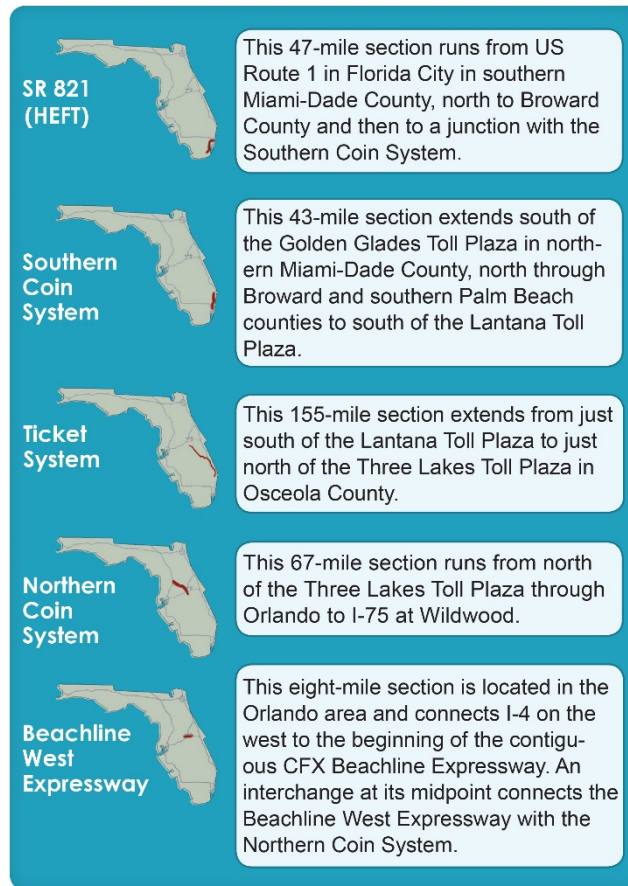 SR 821
(HEFT)
This 47-mile section runs from US
Route 1 in Florida City in southern
Miami-Dade County, north to Broward
County and then to a junction with the
Southern Coin System.
Southern
Coin
System
This 43-mile section extends south of
the Golden Glades Toll Plaza in north-
ern Miami-Dade County, north through
Broward and southern Palm Beach
counties to south of the Lantana Toll
Plaza.
Ticket
System
This 155-mile section extends from just
south of the Lantana Toll Plaza to just
north of the Three Lakes Toll Plaza in
Osceola County.
Northern
Coin
System
This 67-mile section runs from north
of the Three Lakes Toll Plaza through
Orlando to I-75 at Wildwood.
Beachline
West
Expressway
This eight-mile section is located in the
Orlando area and connects I-4 on the
west to the beginning of the contigu-
ous CFX Beachline Expressway. An
interchange at its midpoint connects the
Beachline West Expressway with the
Northern Coin System.